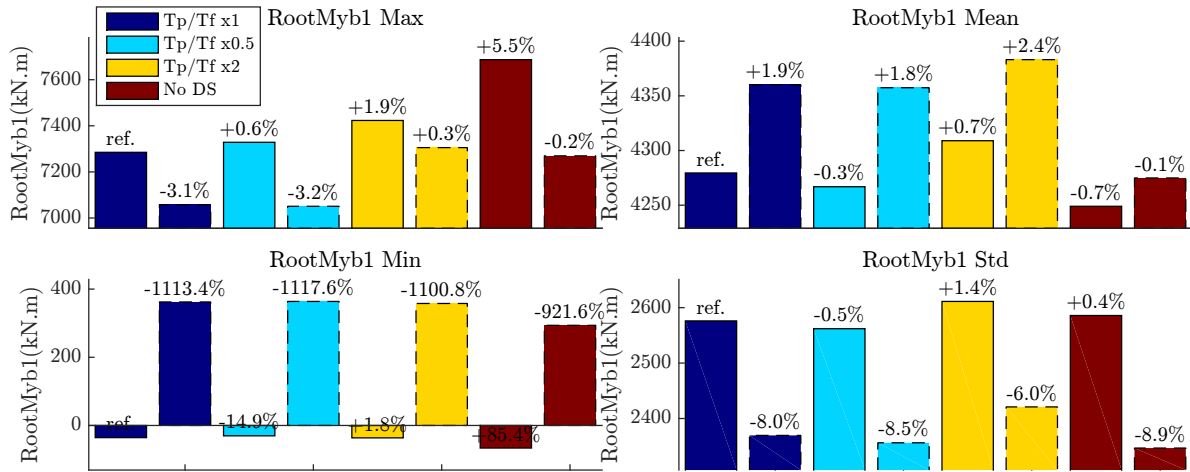 RootMyb1 Max
Tp/Tf x1
Tp/Tf x0.5
Tp/Tf x2
No DS
RootMyb1(kN.m)
7600
7400
7200
7000
ref.
-3.1%
+0.6%
-3.2%
+1.9%
+0.3%
+5.5%
-0.2%
RootMyb1 Mean
RootMyb1(kN.m)
4400
4350
4300
4250
ref.
+1.9%
-0.3%
+1.8%
+0.7%
+2.4%
-0.7%
-0.1%
RootMyb1 Min
RootMyb1(kN.m)
400
200
0
ref.
-1113.4%
-14.9%
-1117.6%
+1.8%
-1100.8%
+85.4%
-921.6%
RootMyb1 Std
RootMyb1(kN.m)
2600
2500
2400
ref.
-8.0%
-0.5%
-8.5%
+1.4%
-6.0%
+0.4%
-8.9%